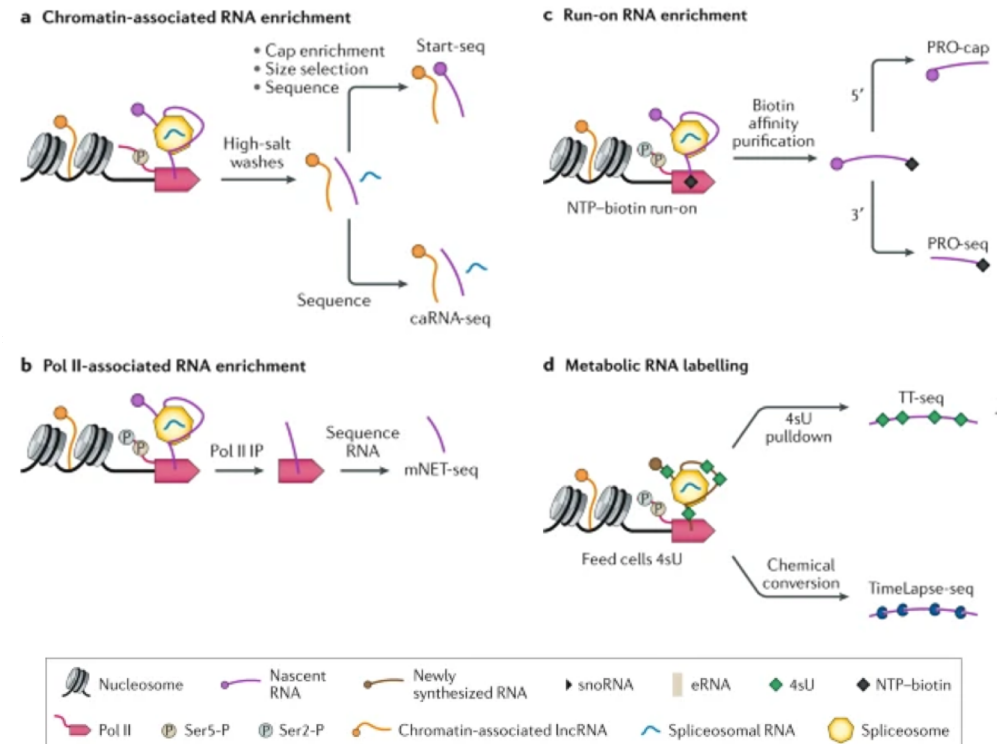 a Chromatin-associated RNA enrichment
• Cap enrichment
• Size selection
• Sequence
Start-seq
High-salt
washes
P
Sequence
caRNA-seq
b Pol II-associated RNA enrichment
P
P
Pol II IP
Sequence
RNA
mNET-seq
c Run-on RNA enrichment
PRO-cap
5′
Biotin
affinity
purification
P
P
NTP–biotin run-on
3′
PRO-seq
d Metabolic RNA labelling
TT-seq
4sU
pulldown
P
P
Feed cells 4sU
Chemical
conversion
TimeLapse-seq
Nucleosome
Nascent
RNA
Newly
synthesized RNA
snoRNA
eRNA
4sU
NTP–biotin
Pol II
P Ser5-P
P Ser2-P
Chromatin-associated lncRNA
Spliceosomal RNA
Spliceosome